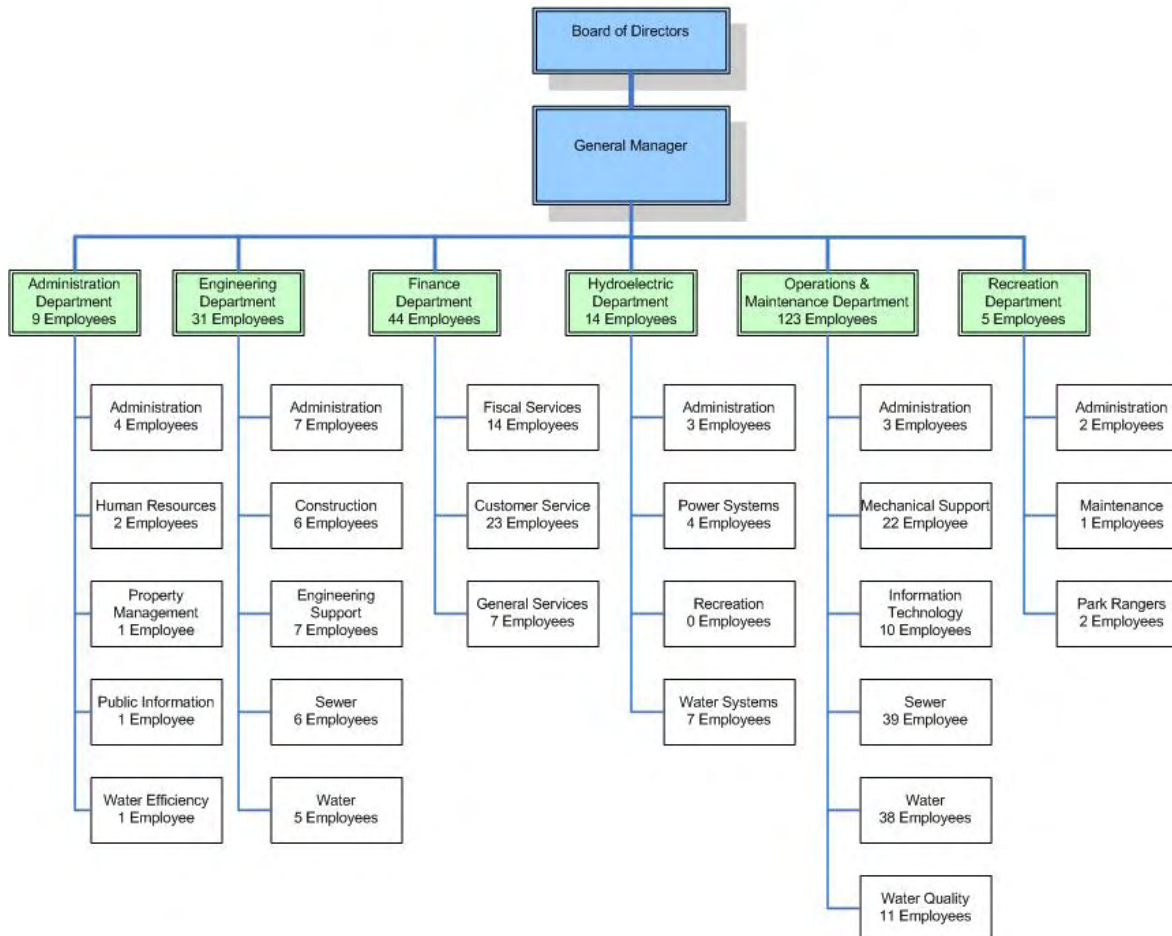 Board of Directors
General Manager
Administration
Department
9 Employees
Engineering
Department
31 Employees
Finance
Department
44 Employees
Hydroelectric
Department
14 Employees
Operations &
Maintenance Department
123 Employees
Recreation
Department
5 Employees
Administration
4 Employees
Human Resources
2 Employees
Property
Management
1 Employee
Public Information
1 Employee
Water Efficiency
1 Employee
Administration
7 Employees
Construction
6 Employees
Engineering
Support
7 Employees
Sewer
6 Employees
Water
5 Employees
Fiscal Services
14 Employees
Customer Service
23 Employees
General Services
7 Employees
Administration
3 Employees
Power Systems
4 Employees
Recreation
0 Employees
Water Systems
7 Employees
Administration
3 Employees
Mechanical Support
22 Employee
Information
Technology
10 Employees
Sewer
39 Employee
Water
38 Employees
Water Quality
11 Employees
Administration
2 Employees
Maintenance
1 Employees
Park Rangers
2 Employees